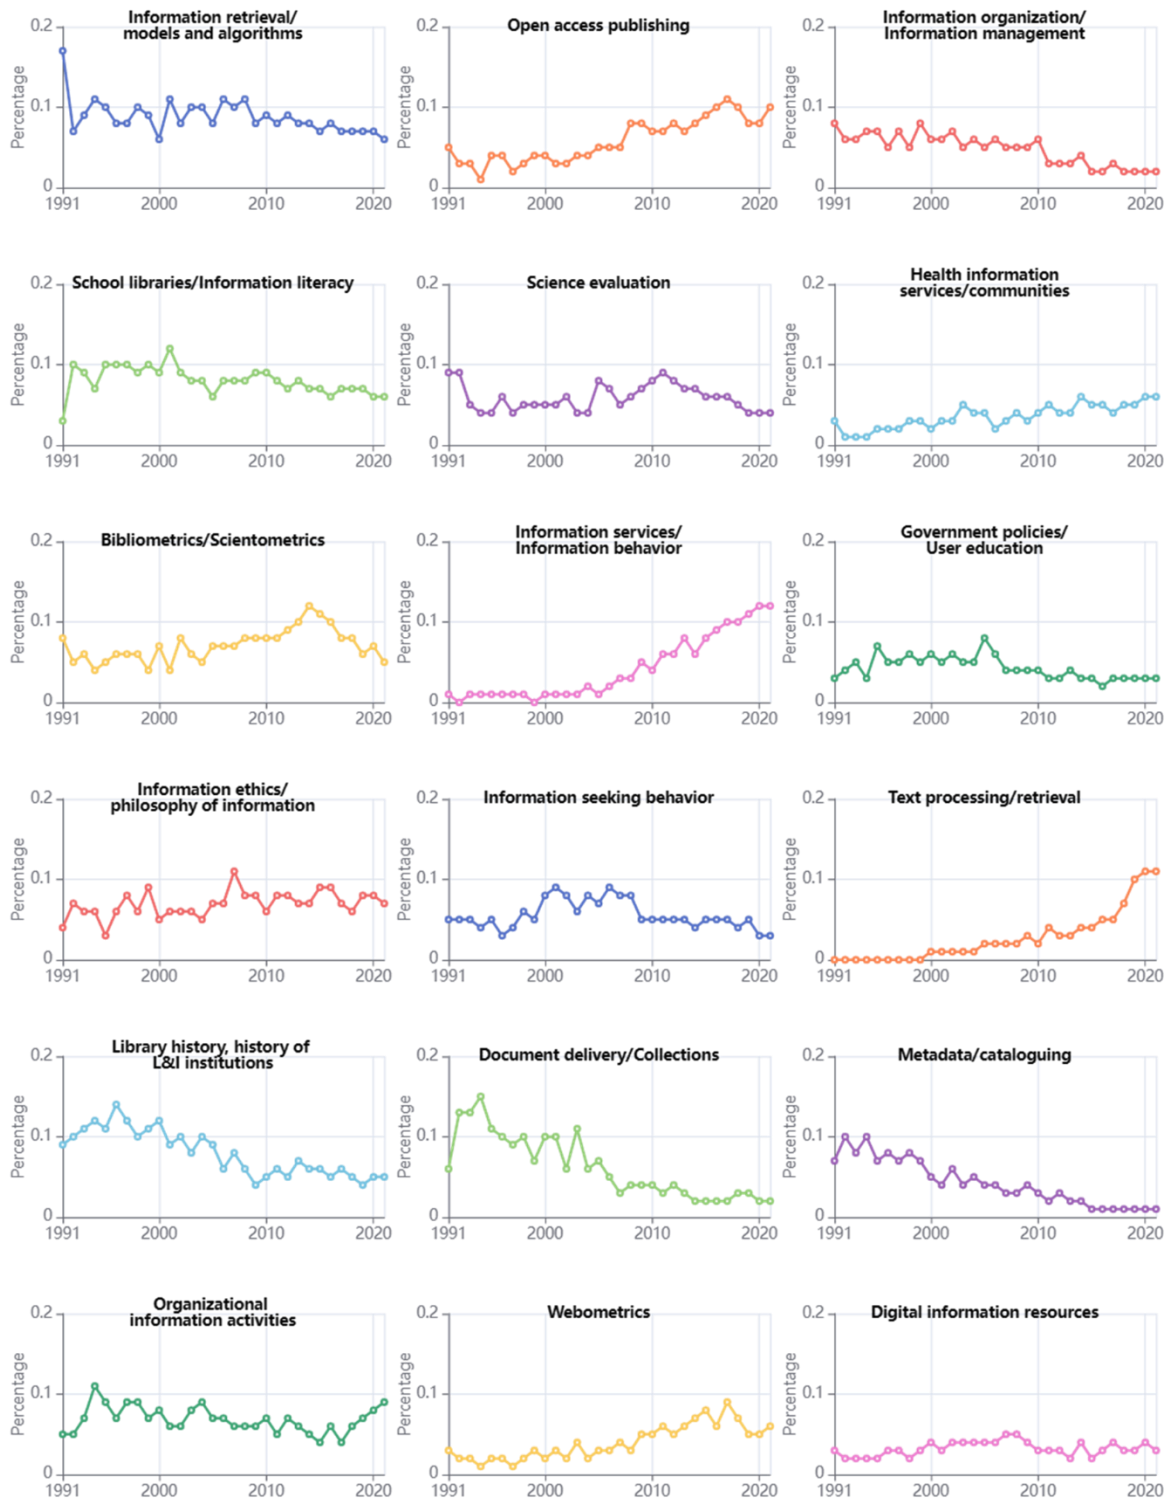 Information retrieval/
models and algorithms
0.2
0.1
0
Percentage
1991
2000
2010
2020
Open access publishing
0.2
0.1
0
Percentage
1991
2000
2010
2020
Information organization/
Information management
0.2
0.1
0
Percentage
1991
2000
2010
2020
School libraries/Information literacy
0.2
0.1
0
Percentage
1991
2000
2010
2020
Science evaluation
0.2
0.1
0
Percentage
1991
2000
2010
2020
Health information
services/communities
0.2
0.1
0
Percentage
1991
2000
2010
2020
Bibliometrics/Scientometrics
0.2
0.1
0
Percentage
1991
2000
2010
2020
Information services/
Information behavior
0.2
0.1
0
Percentage
1991
2000
2010
2020
Government policies/
User education
0.2
0.1
0
Percentage
1991
2000
2010
2020
Information ethics/
philosophy of information
0.2
0.1
0
Percentage
1991
2000
2010
2020
Information seeking behavior
0.2
0.1
0
Percentage
1991
2000
2010
2020
Text processing/retrieval
0.2
0.1
0
Percentage
1991
2000
2010
2020
Library history, history of
L&I institutions
0.2
0.1
0
Percentage
1991
2000
2010
2020
Document delivery/Collections
0.2
0.1
0
Percentage
1991
2000
2010
2020
Metadata/cataloguing
0.2
0.1
0
Percentage
1991
2000
2010
2020
Organizational
information activities
0.2
0.1
0
Percentage
1991
2000
2010
2020
Webometrics
0.2
0.1
0
Percentage
1991
2000
2010
2020
Digital information resources
0.2
0.1
0
Percentage
1991
2000
2010
2020